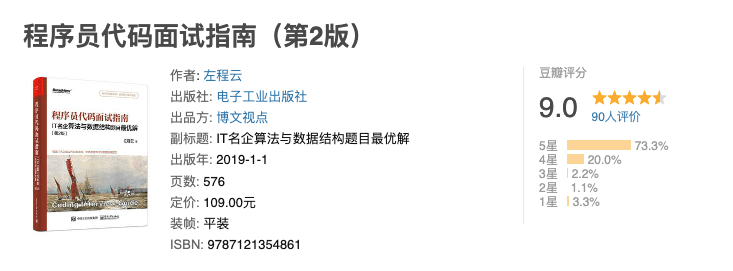 程序员代码面试指南（第2版）
程序员代码面试指南
IT名企算法与数据结构题目最优解
（第2版）
左程云 著
Coding Interviews Guide
作者: 左程云
出版社: 电子工业出版社
出品方: 博文视点
副标题: IT名企算法与数据结构题目最优解
出版年: 2019-1-1
页数: 576
定价: 109.00元
装帧: 平装
ISBN: 9787121354861
豆瓣评分
9.0
90人评价
5星 73.3%
4星 20.0%
3星 2.2%
2星 1.1%
1星 3.3%